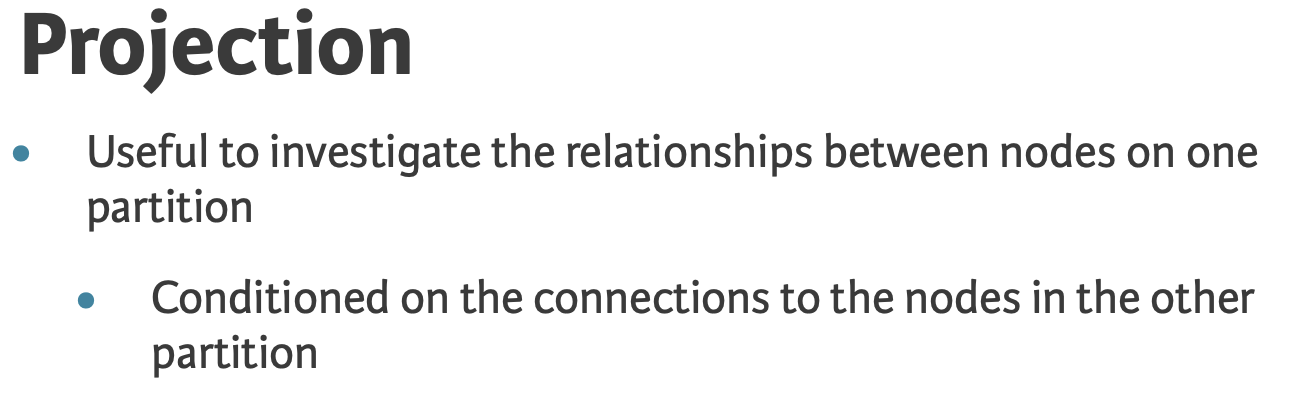 Projection
• Useful to investigate the relationships between nodes on one
partition
• Conditioned on the connections to the nodes in the other
partition